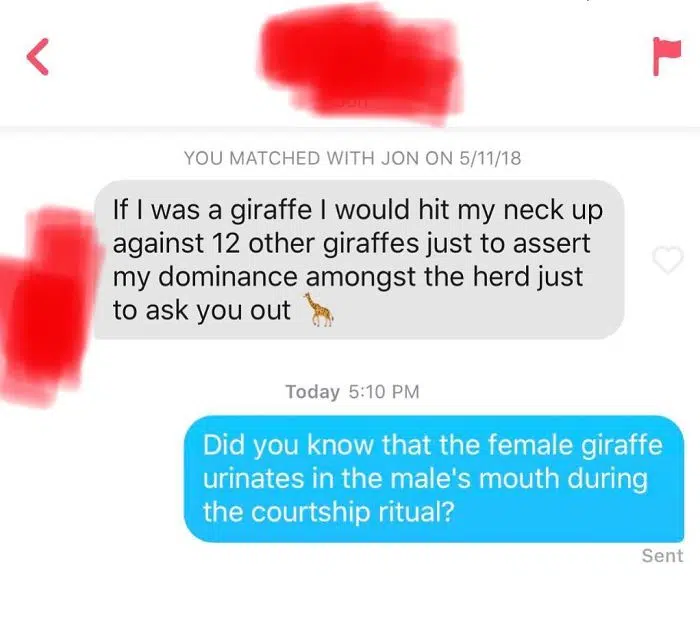 YOU MATCHED WITH JON ON 5/11/18
If I was a giraffe I would hit my neck up
against 12 other giraffes just to assert
my dominance amongst the herd just
to ask you out 🦒
Today 5:10 PM
Did you know that the female giraffe
urinates in the male's mouth during
the courtship ritual?
Sent